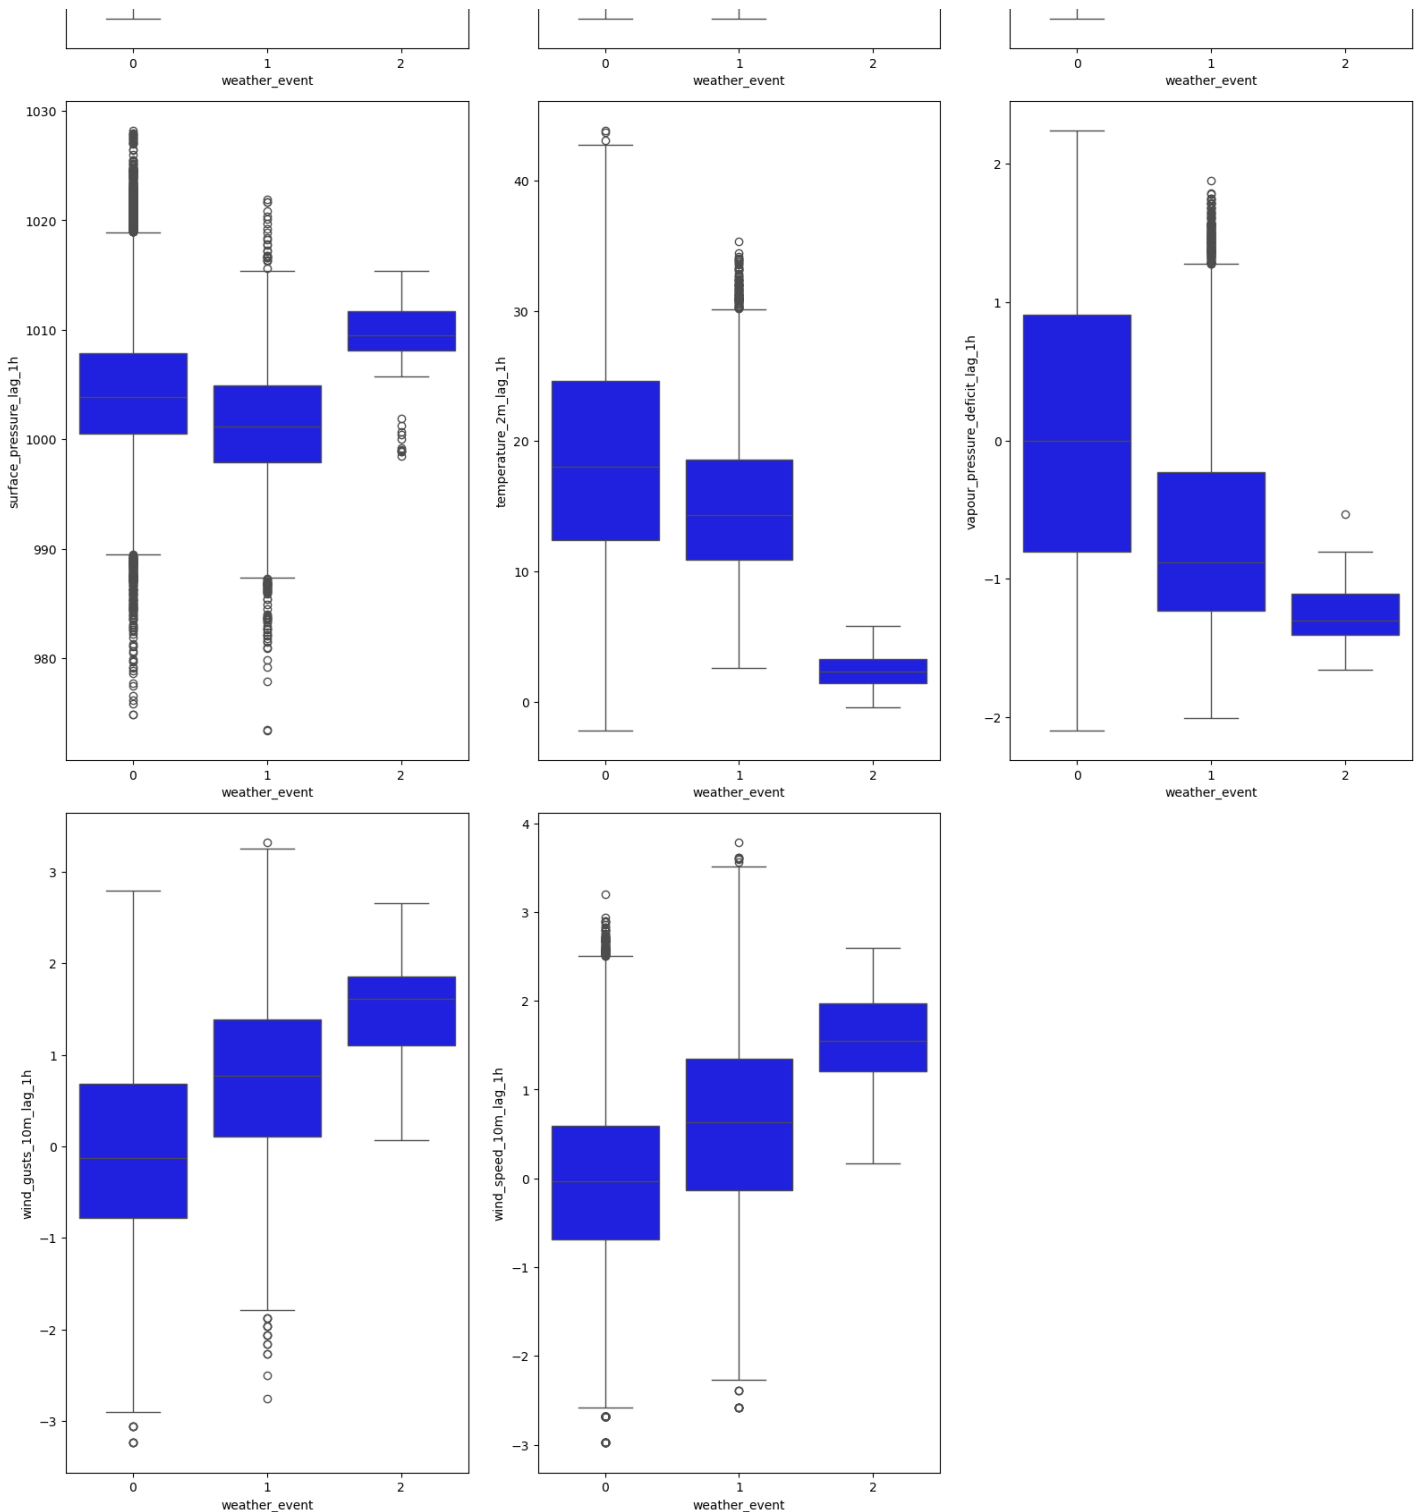 0 1 2
weather_event
0 1 2
weather_event
0 1 2
weather_event
1030
1020
1010
1000
990
980
surface_pressure_lag_1h
0 1 2
weather_event
40
30
20
10
0
temperature_2m_lag_1h
0 1 2
weather_event
2
1
0
−1
−2
vapour_pressure_deficit_lag_1h
0 1 2
weather_event
3
2
1
0
−1
−2
−3
wind_gusts_10m_lag_1h
0 1 2
weather_event
4
3
2
1
0
−1
−2
−3
wind_speed_10m_lag_1h
0 1 2
weather_event